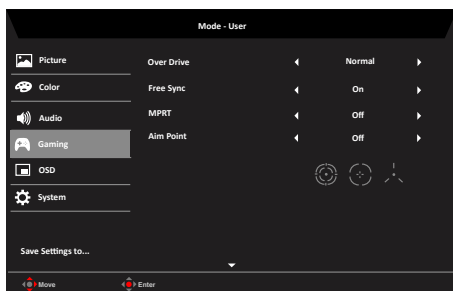 Mode - User
Picture
Color
Audio
Gaming
OSD
System
Save Settings to...
Over Drive Normal
Free Sync On
MPRT Off
Aim Point Off
Move Enter